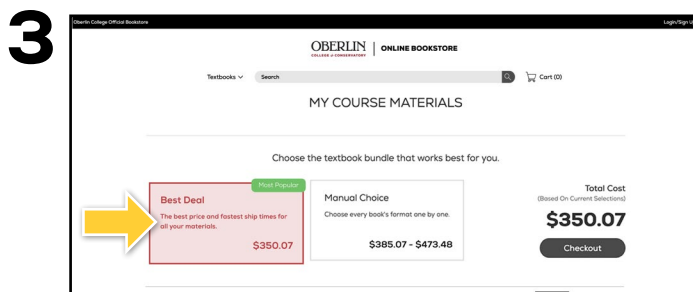 3
Oberlin College Official Bookstore
Login/Sign U
OBERLIN
COLLEGE & CONSERVATORY
ONLINE BOOKSTORE
Textbooks
Search
Cart (0)
MY COURSE MATERIALS
Choose the textbook bundle that works best for you.
Most Popular
Best Deal
The best price and fastest ship times for
all your materials.
$350.07
Manual Choice
Choose every book's format one by one.
$385.07 - $473.48
Total Cost
(Based On Current Selections)
$350.07
Checkout